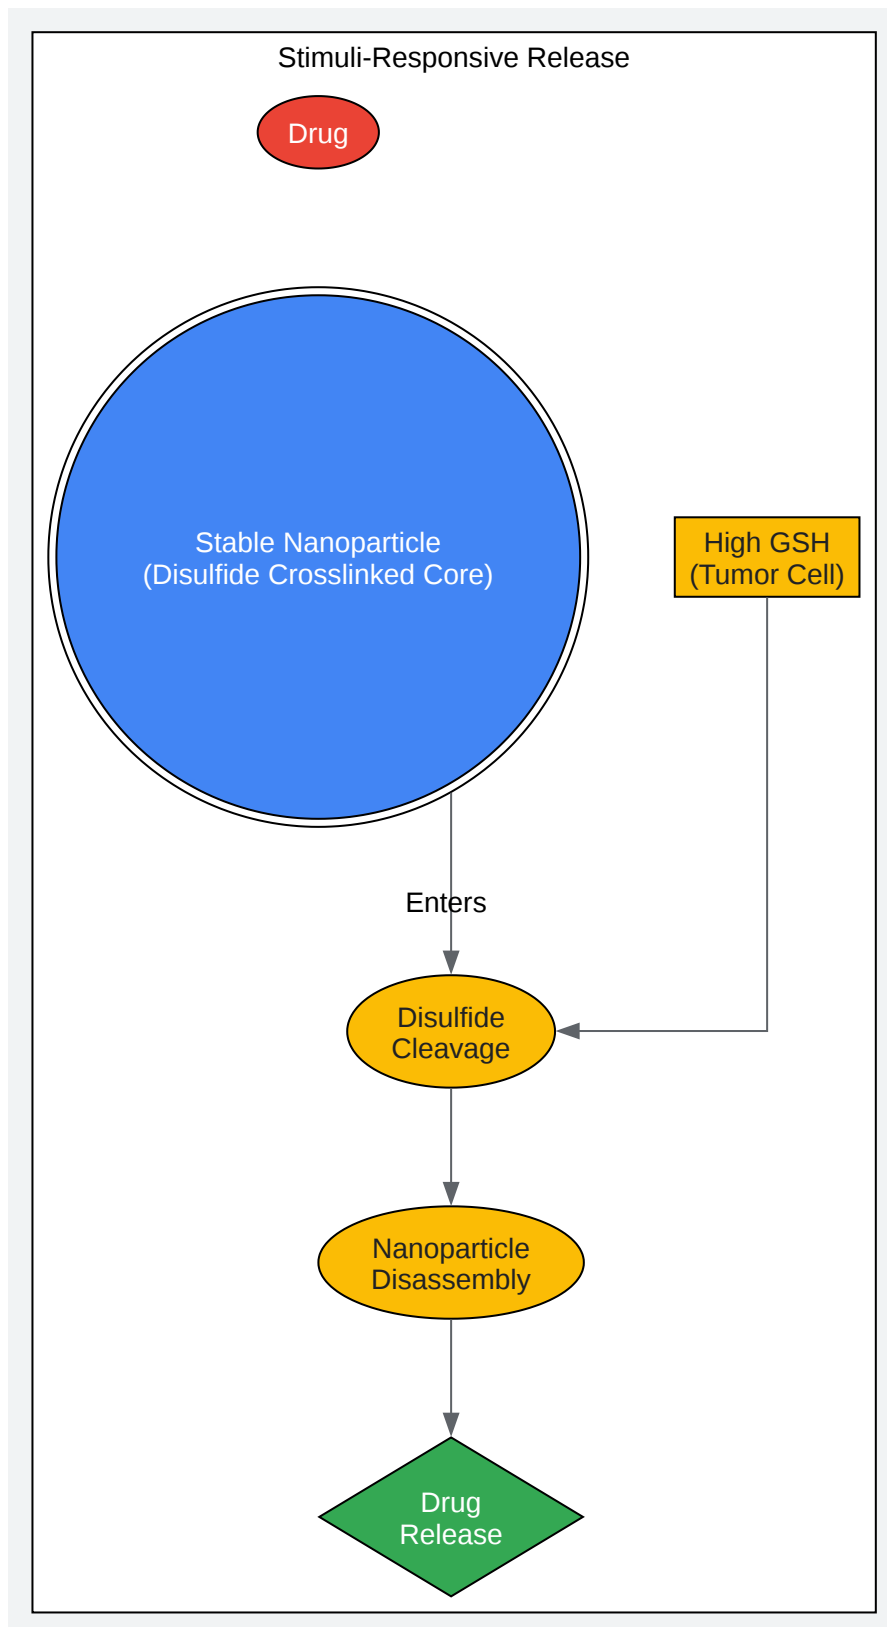 Stimuli-Responsive Release
Drug
Stable Nanoparticle
(Disulfide Crosslinked Core)
High GSH
(Tumor Cell)
Enters
Disulfide
Cleavage
Nanoparticle
Disassembly
Drug
Release